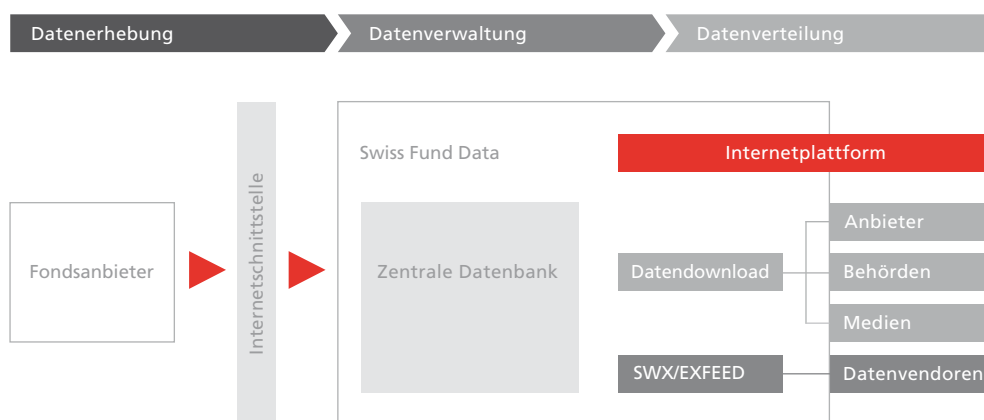 Datenerhebung
Datenverwaltung
Datenverteilung
Swiss Fund Data
Internetplattform
Fondsanbieter
Internetschnittstelle
Zentrale Datenbank
Datendownload
Anbieter
Behörden
Medien
SWX/EXFEED
Datenvendoren